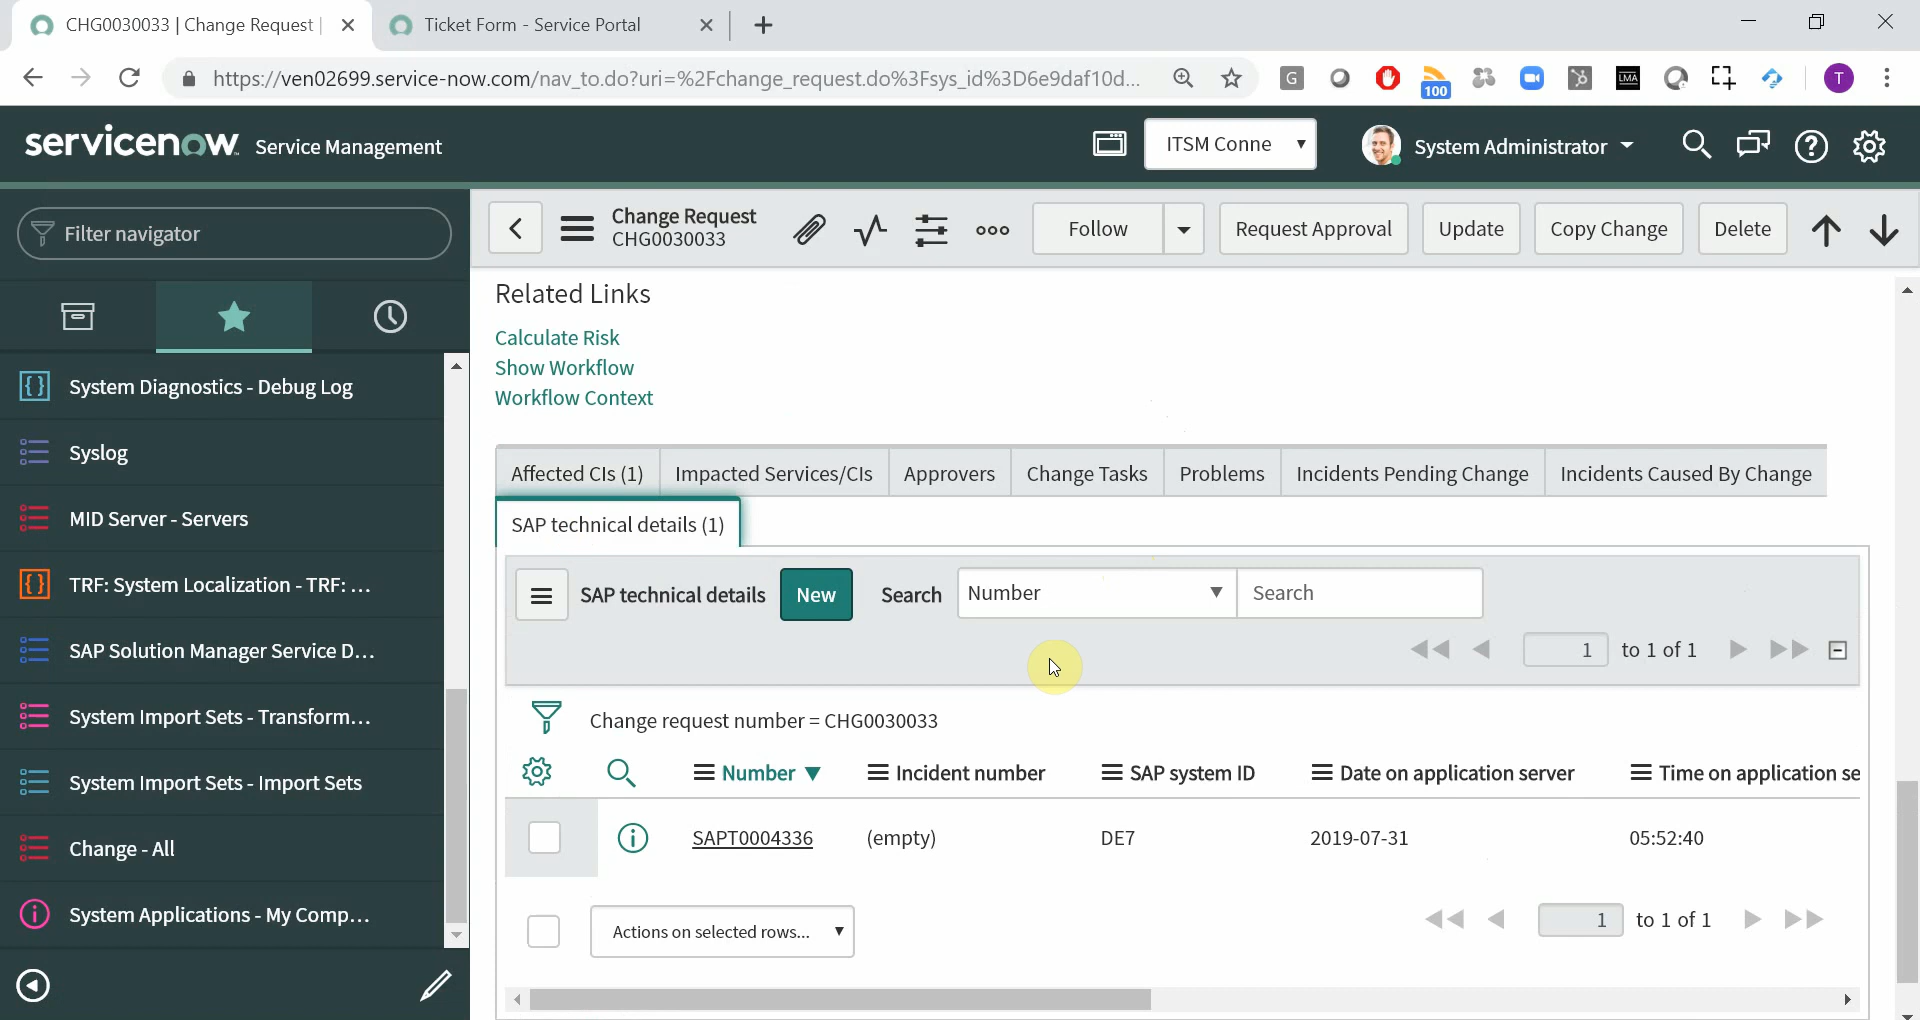 CHG0030033 | Change Request |
Ticket Form - Service Portal
https://ven02699.service-now.com/nav_to.do?uri=%2Fchange_request.do%3Fsys_id%3D6e9daf10d...
G
100
LMA
T
servicenow Service Management
ITSM Conne
System Administrator
Filter navigator
Change Request
CHG0030033
Follow
Request Approval
Update
Copy Change
Delete
System Diagnostics - Debug Log
Syslog
MID Server - Servers
TRF: System Localization - TRF: ...
SAP Solution Manager Service D...
System Import Sets - Transform...
System Import Sets - Import Sets
Change - All
System Applications - My Comp...
Related Links
Calculate Risk
Show Workflow
Workflow Context
Affected CIs (1) Impacted Services/CIs Approvers Change Tasks Problems Incidents Pending Change Incidents Caused By Change
SAP technical details (1)
SAP technical details New Search Number Search
1 to 1 of 1
Change request number = CHG0030033
Number Incident number SAP system ID Date on application server Time on application se
SAPT0004336 (empty) DE7 2019-07-31 05:52:40
Actions on selected rows... 1 to 1 of 1